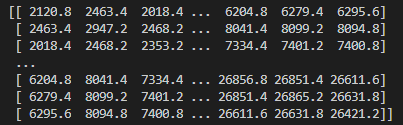 [[ 2120.8 2463.4 2018.4 ... 6204.8 6279.4 6295.6]
[ 2463.4 2947.2 2468.2 ... 8041.4 8099.2 8094.8]
[ 2018.4 2468.2 2353.2 ... 7334.4 7401.2 7400.8]
...
[ 6204.8 8041.4 7334.4 ... 26856.8 26851.4 26611.6]
[ 6279.4 8099.2 7401.2 ... 26851.4 26865.2 26631.8]
[ 6295.6 8094.8 7400.8 ... 26611.6 26631.8 26421.2]]